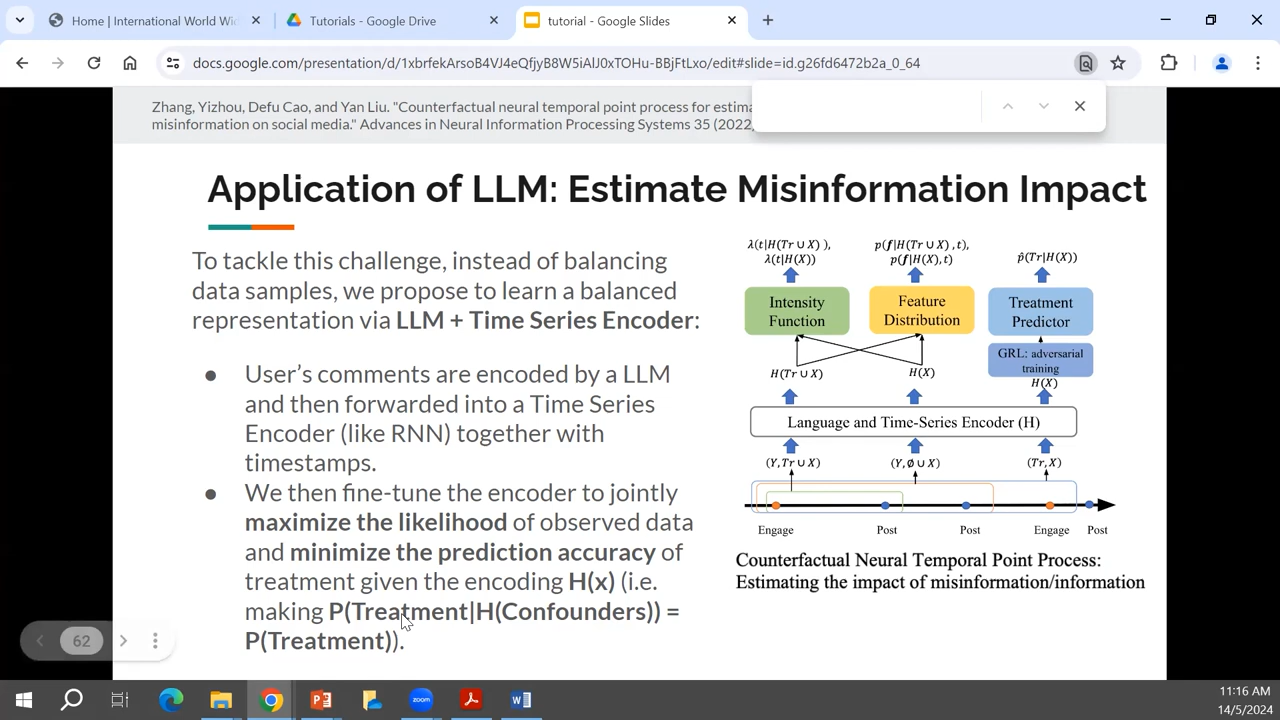 Home | International World Wid
Tutorials - Google Drive
tutorial - Google Slides
docs.google.com/presentation/d/1xbrfekArsB4VJ4eQfjyB8W5iAlJ0xTOHu-BBjFtLxo/edit#slide=id.g26fd6472b2a_0_64
Zhang, Yizhou, Defu Cao, and Yan Liu. "Counterfactual neural temporal point process for estima
misinformation on social media." Advances in Neural Information Processing Systems 35 (2022
Application of LLM: Estimate Misinformation Impact
To tackle this challenge, instead of balancing
data samples, we propose to learn a balanced
representation via LLM + Time Series Encoder:
● User's comments are encoded by a LLM
and then forwarded into a Time Series
Encoder (like RNN) together with
timestamps.
● We then fine-tune the encoder to jointly
maximize the likelihood of observed data
and minimize the prediction accuracy of
treatment given the encoding H(x) (i.e.
making P(Treatment|H(Confounders)) =
P(Treatment)).
λ(t|H(Tr ∪ X) ),
λ(t|H(X))
p(f|H(Tr ∪ X) ,t),
p(f|H(X),t)
p̂(Tr|H(X))
Intensity
Function
Feature
Distribution
Treatment
Predictor
GRL: adversarial
training
H(Tr ∪ X)
H(X)
H(X)
Language and Time-Series Encoder (H)
(Y,Tr ∪ X)
(Y,∅ ∪ X)
(Tr,X)
Engage
Post
Post
Engage
Post
Counterfactual Neural Temporal Point Process:
Estimating the impact of misinformation/information
62
zoom
11:16 AM
14/5/2024